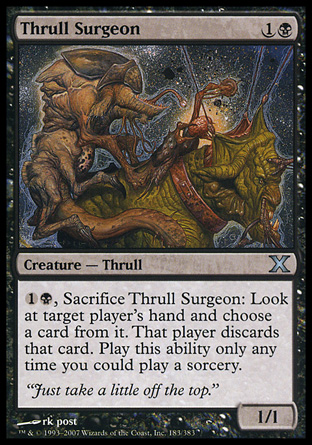 Thrull Surgeon 1
Creature — Thrull X
1, Sacrifice Thrull Surgeon: Look
at target player's hand and choose
a card from it. That player discards
that card. Play this ability only any
time you could play a sorcery.
“Just take a little off the top.”
rk post
1/1
™ & © 1993–2007 Wizards of the Coast, Inc. 183/383